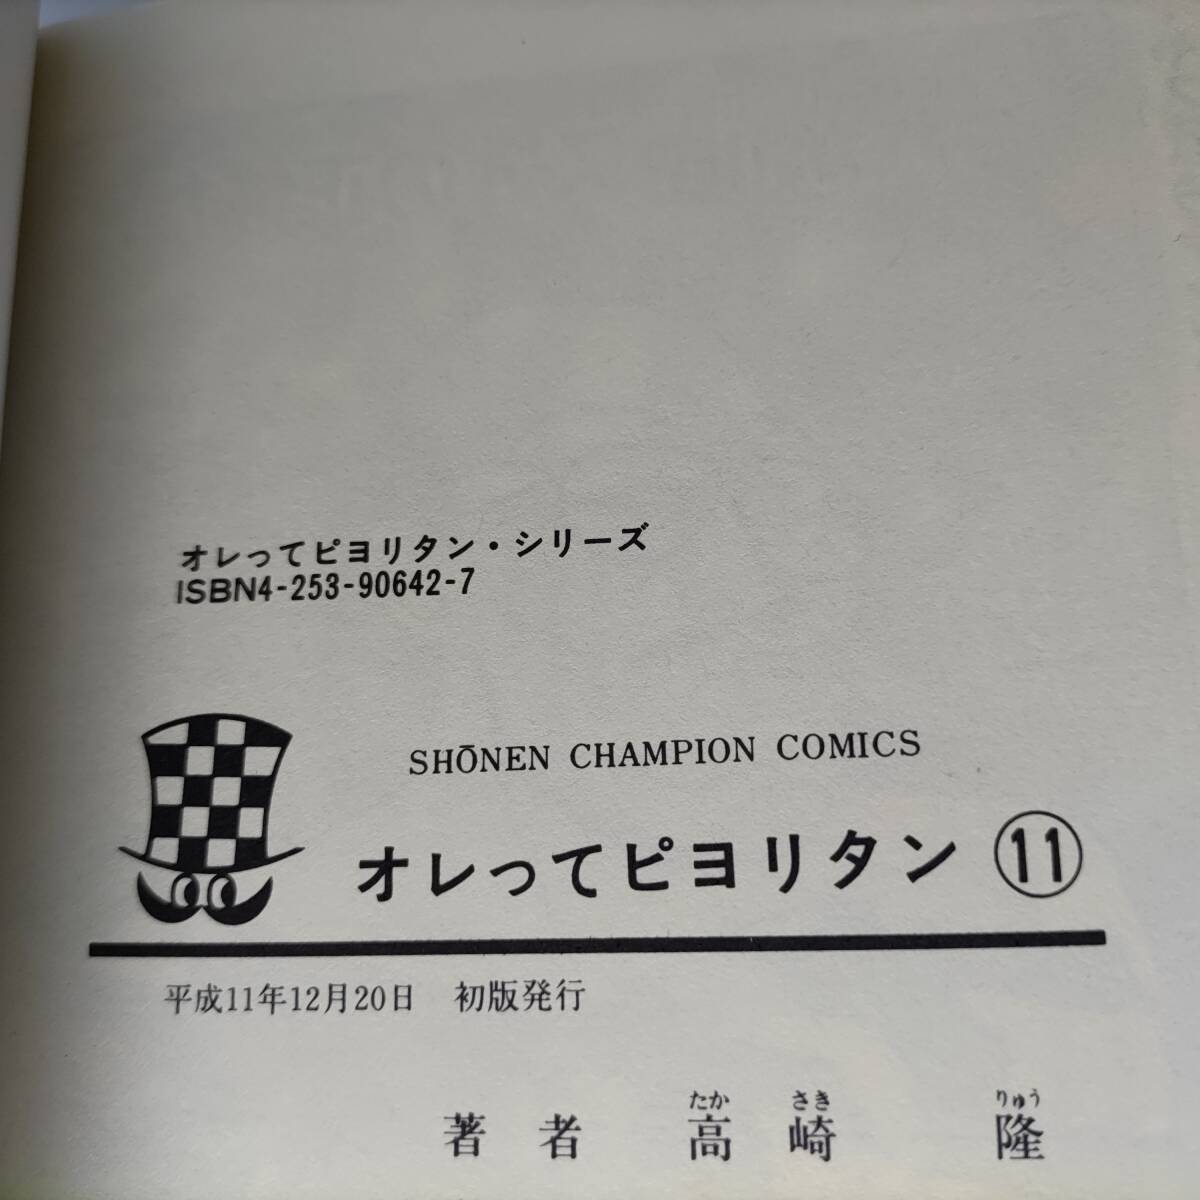 オレってピヨリタン・シリーズ
ISBN4-253-90642-7
SHŌNEN CHAMPION COMICS
オレってピヨリタン ⑪
平成11年12月20日 初版発行
たか さき りゅう
著者 高崎 隆